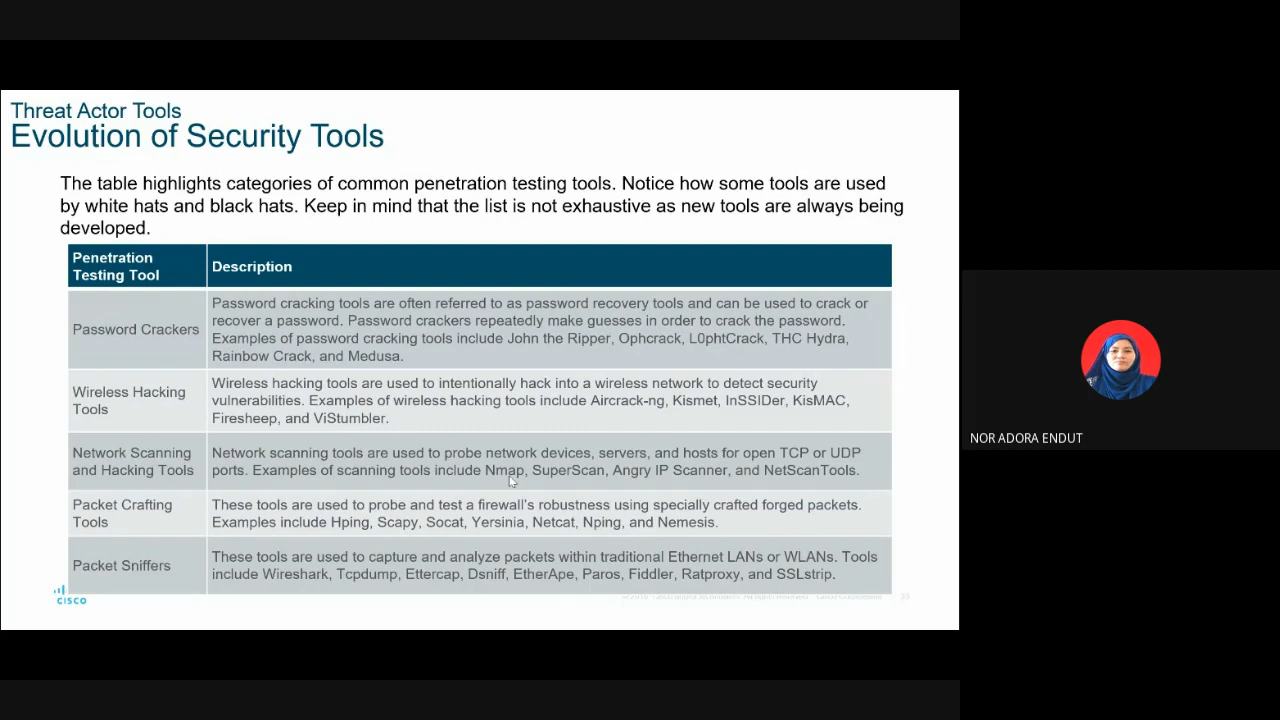 Threat Actor Tools
Evolution of Security Tools
The table highlights categories of common penetration testing tools. Notice how some tools are used
by white hats and black hats. Keep in mind that the list is not exhaustive as new tools are always being
developed.
Penetration
Testing Tool
Description
Password Crackers
Password cracking tools are often referred to as password recovery tools and can be used to crack or
recover a password. Password crackers repeatedly make guesses in order to crack the password.
Examples of password cracking tools include John the Ripper, Ophcrack, L0phtCrack, THC Hydra,
Rainbow Crack, and Medusa.
Wireless Hacking
Tools
Wireless hacking tools are used to intentionally hack into a wireless network to detect security
vulnerabilities. Examples of wireless hacking tools include Aircrack-ng, Kismet, InSSIDer, KisMAC,
Firesheep, and ViStumbler.
Network Scanning
and Hacking Tools
Network scanning tools are used to probe network devices, servers, and hosts for open TCP or UDP
ports. Examples of scanning tools include Nmap, SuperScan, Angry IP Scanner, and NetScanTools.
Packet Crafting
Tools
These tools are used to probe and test a firewall's robustness using specially crafted forged packets.
Examples include Hping, Scapy, Socat, Yersinia, Netcat, Nping, and Nemesis.
Packet Sniffers
These tools are used to capture and analyze packets within traditional Ethernet LANs or WLANs. Tools
include Wireshark, Tcpdump, Ettercap, Dsniff, EtherApe, Paros, Fiddler, Ratproxy, and SSLstrip.
CISCO
NOR ADORA ENDUT